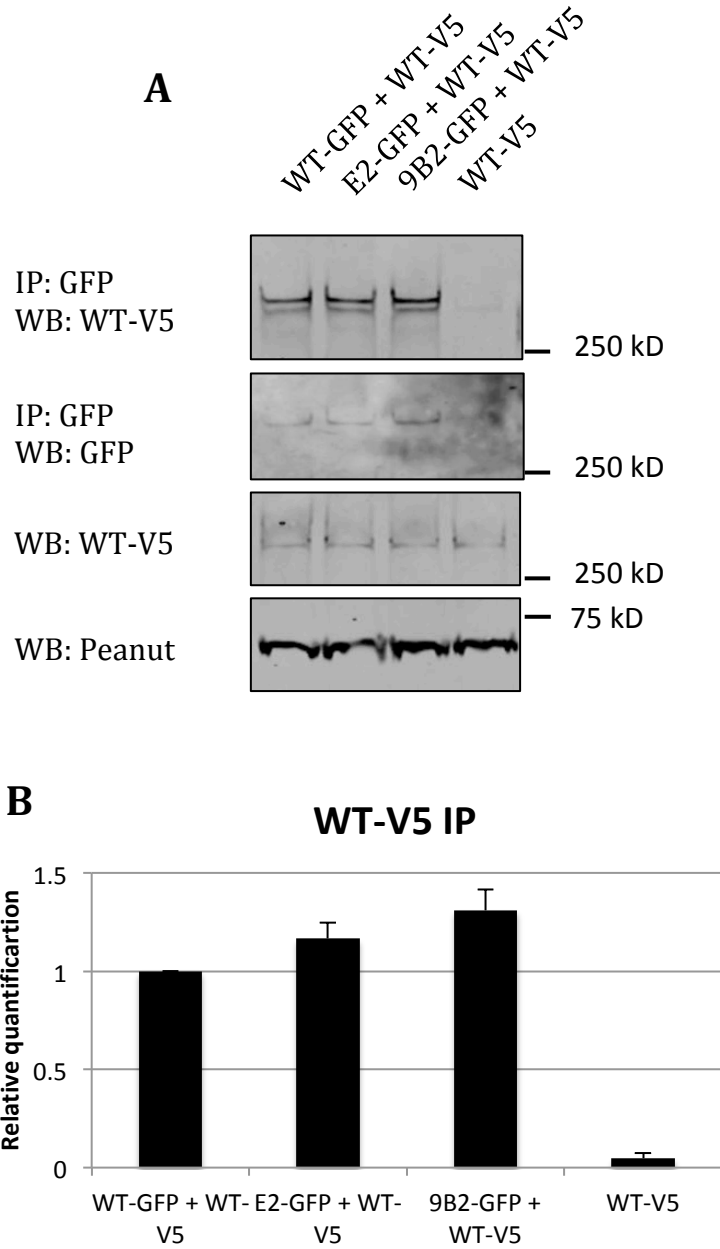 A
WT-GFP + WT-V5
E2-GFP + WT-V5
9B2-GFP + WT-V5
WT-V5
IP: GFP
WB: WT-V5
250 kD
IP: GFP
WB: GFP
250 kD
WB: WT-V5
250 kD
75 kD
WB: Peanut
B
WT-V5 IP
Relative quantificartion
1.5
1
0.5
0
WT-GFP + WT-
V5
E2-GFP + WT-
V5
9B2-GFP +
WT-V5
WT-V5